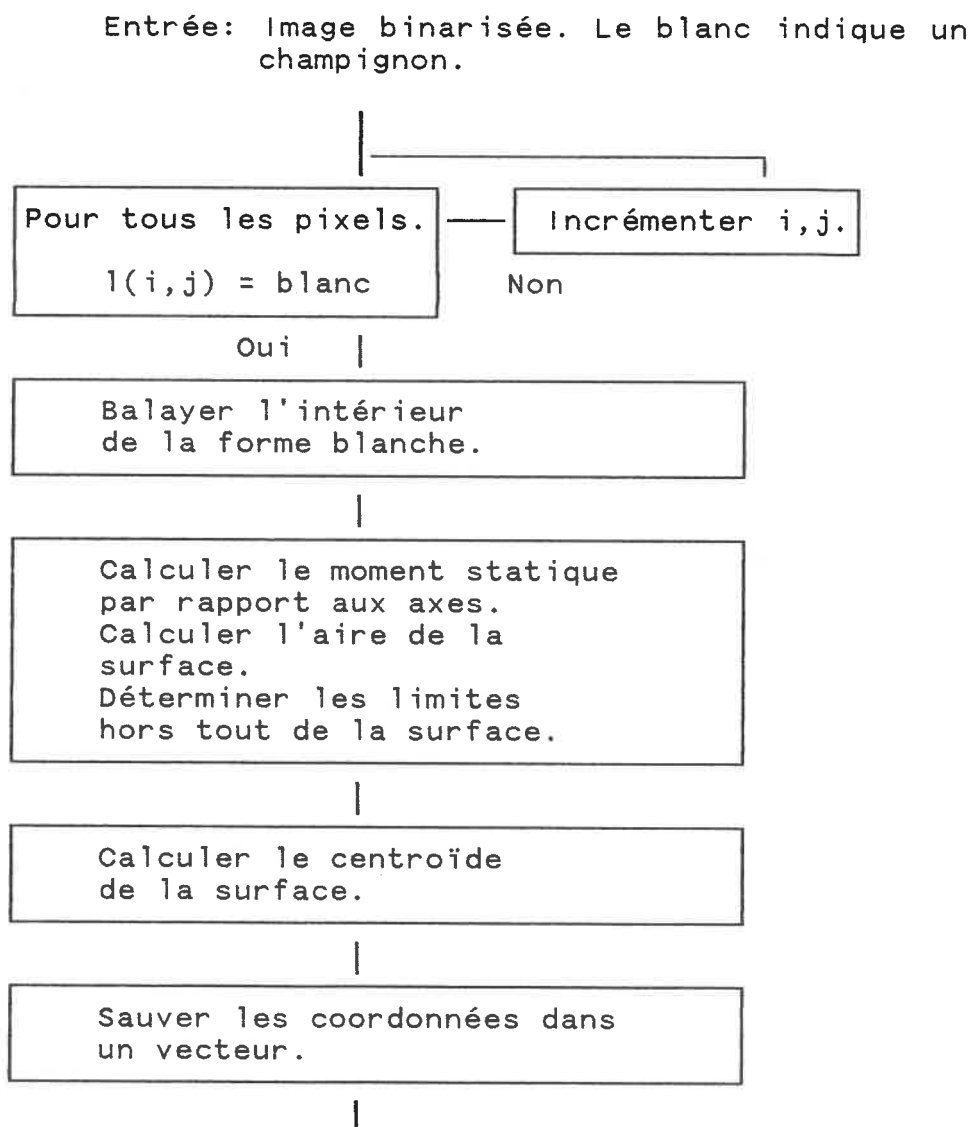 Entrée: Image binarisée. Le blanc indique un
champignon.
Pour tous les pixels.
Incrémenter i,j.
l(i,j) = blanc
Non
Oui
Balayer l'intérieur
de la forme blanche.
Calculer le moment statique
par rapport aux axes.
Calculer l'aire de la
surface.
Déterminer les limites
hors tout de la surface.
Calculer le centroïde
de la surface.
Sauver les coordonnées dans
un vecteur.